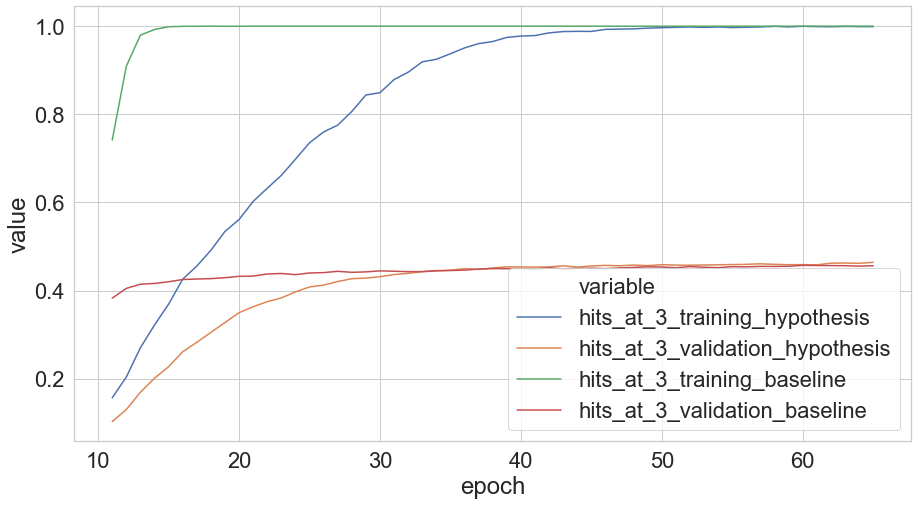 1.0
0.8
0.6
0.4
0.2
value
variable
hits_at_3_training_hypothesis
hits_at_3_validation_hypothesis
hits_at_3_training_baseline
hits_at_3_validation_baseline
10 20 30 40 50 60
epoch